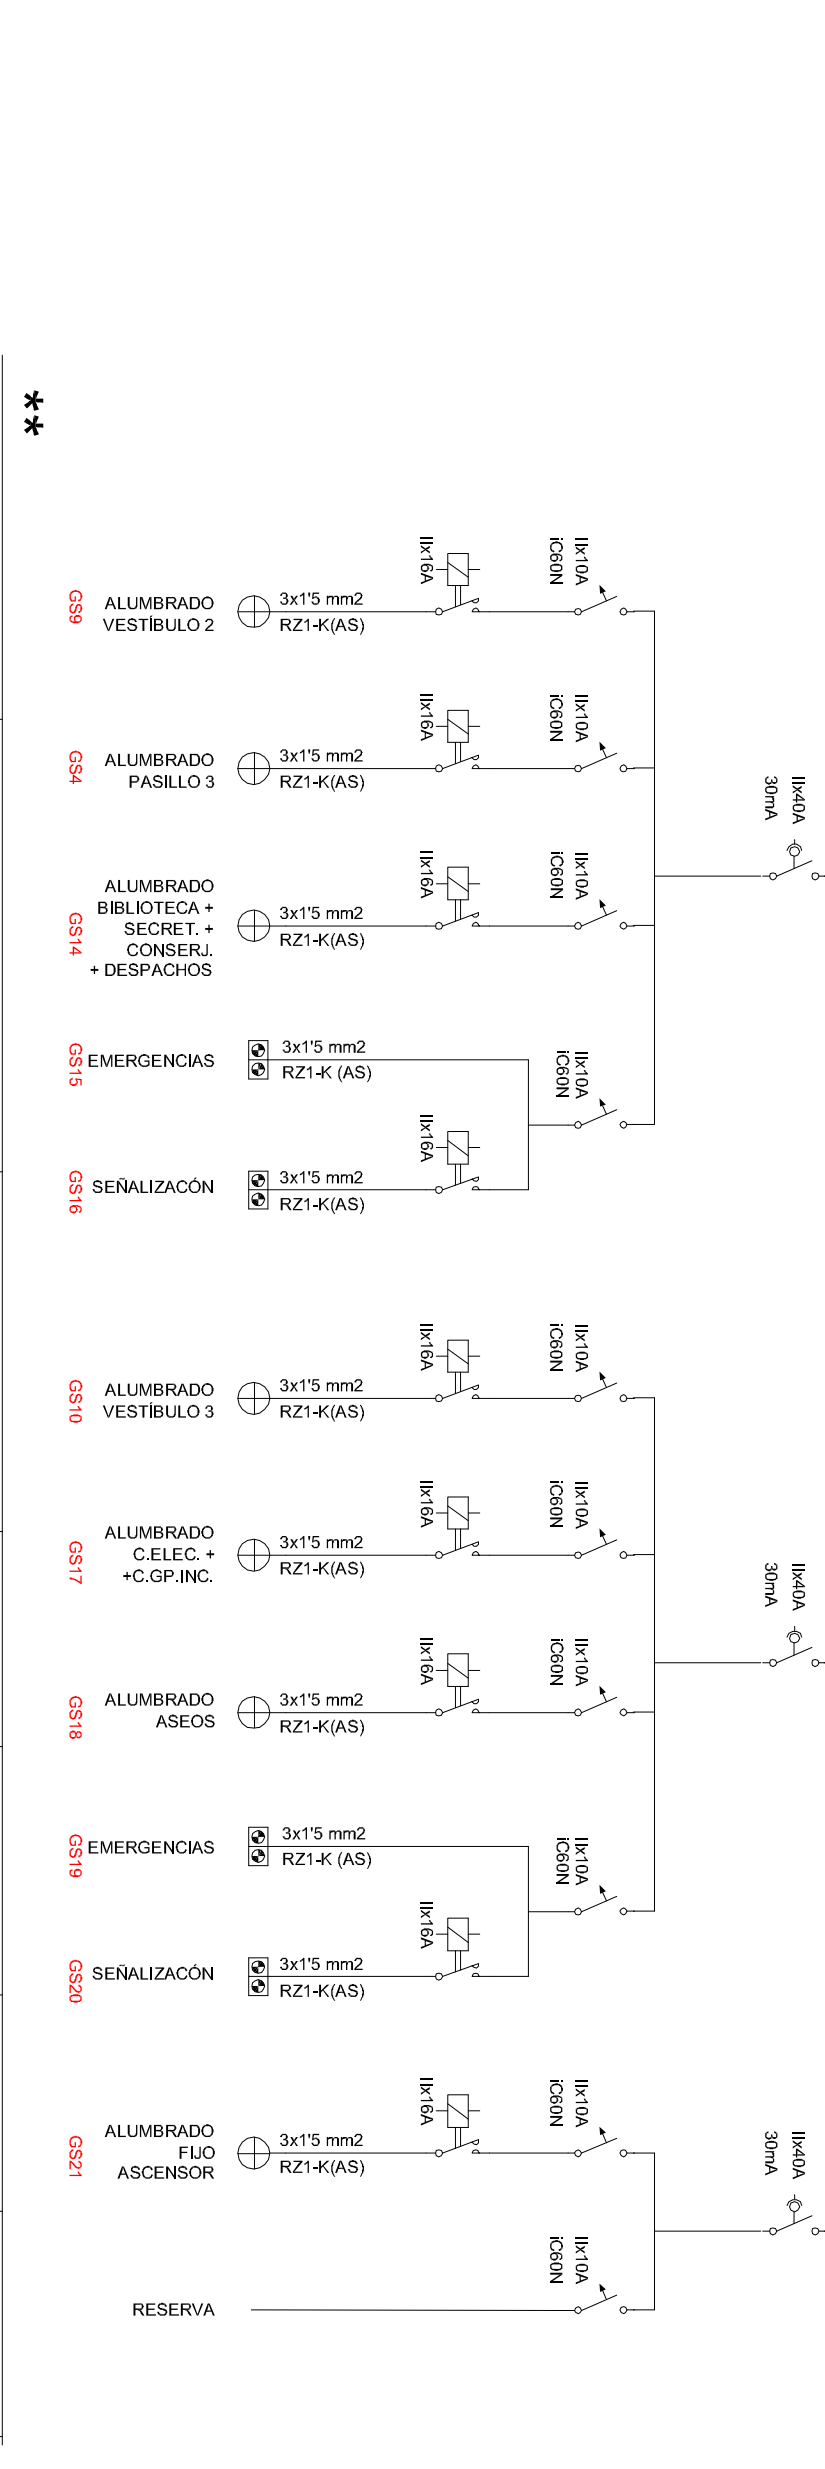 **
IIx10A
iC60N
IIx16A
GS9
ALUMBRADO
VESTÍBULO 2
3x1'5 mm2
RZ1-K(AS)
IIx10A
iC60N
IIx16A
GS4
ALUMBRADO
PASILLO 3
3x1'5 mm2
RZ1-K(AS)
IIx40A
30mA
IIx10A
iC60N
IIx16A
GS14
ALUMBRADO
BIBLIOTECA +
SECRET. +
CONSERJ.
+ DESPACHOS
3x1'5 mm2
RZ1-K(AS)
IIx10A
iC60N
GS15
EMERGENCIAS
3x1'5 mm2
RZ1-K (AS)
IIx16A
GS16
SEÑALIZACÓN
3x1'5 mm2
RZ1-K(AS)
IIx10A
iC60N
IIx16A
GS10
ALUMBRADO
VESTÍBULO 3
3x1'5 mm2
RZ1-K(AS)
IIx10A
iC60N
IIx16A
GS17
ALUMBRADO
C.ELEC. +
+C.GP.INC.
3x1'5 mm2
RZ1-K(AS)
IIx40A
30mA
IIx10A
iC60N
IIx16A
GS18
ALUMBRADO
ASEOS
3x1'5 mm2
RZ1-K(AS)
IIx10A
iC60N
GS19
EMERGENCIAS
3x1'5 mm2
RZ1-K (AS)
IIx16A
GS20
SEÑALIZACÓN
3x1'5 mm2
RZ1-K(AS)
IIx10A
iC60N
IIx16A
GS21
ALUMBRADO
FIJO
ASCENSOR
3x1'5 mm2
RZ1-K(AS)
IIx40A
30mA
IIx10A
iC60N
RESERVA